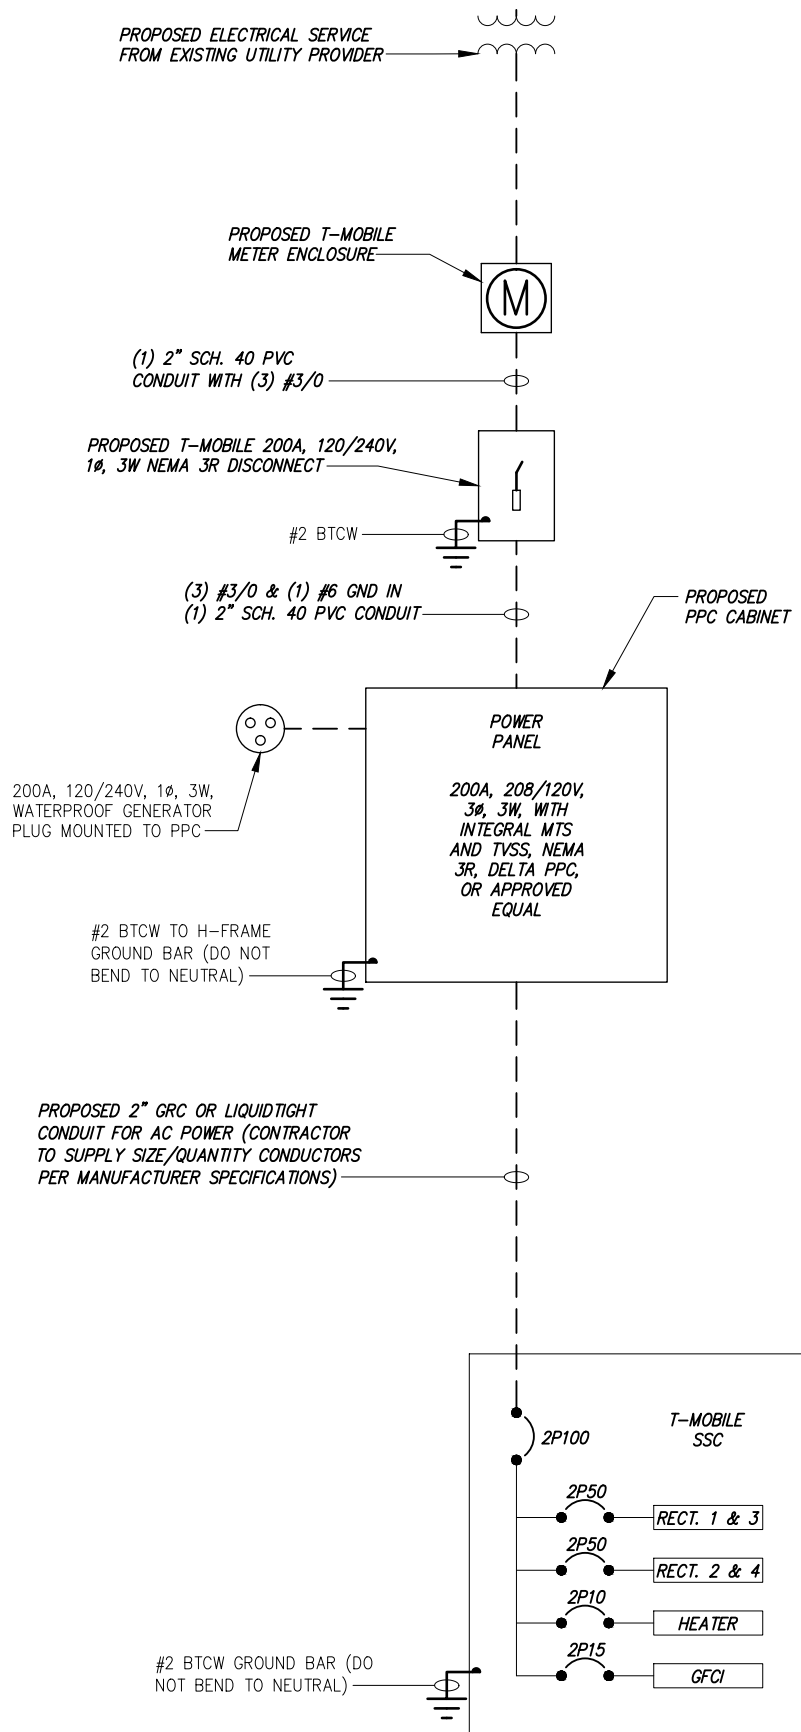 PROPOSED ELECTRICAL SERVICE
FROM EXISTING UTILITY PROVIDER
PROPOSED T-MOBILE
METER ENCLOSURE
M
(1) 2" SCH. 40 PVC
CONDUIT WITH (3) #3/0
PROPOSED T-MOBILE 200A, 120/240V,
1ø, 3W NEMA 3R DISCONNECT
#2 BTCW
(3) #3/0 & (1) #6 GND IN
(1) 2" SCH. 40 PVC CONDUIT
PROPOSED
PPC CABINET
POWER
PANEL
200A, 208/120V,
3ø, 3W, WITH
INTEGRAL MTS
AND TVSS, NEMA
3R, DELTA PPC,
OR APPROVED
EQUAL
200A, 120/240V, 1ø, 3W,
WATERPROOF GENERATOR
PLUG MOUNTED TO PPC
#2 BTCW TO H-FRAME
GROUND BAR (DO NOT
BEND TO NEUTRAL)
PROPOSED 2" GRC OR LIQUIDTIGHT
CONDUIT FOR AC POWER (CONTRACTOR
TO SUPPLY SIZE/QUANTITY CONDUCTORS
PER MANUFACTURER SPECIFICATIONS)
2P100
T-MOBILE
SSC
2P50
RECT. 1 & 3
2P50
RECT. 2 & 4
2P10
HEATER
2P15
GFCI
#2 BTCW GROUND BAR (DO
NOT BEND TO NEUTRAL)